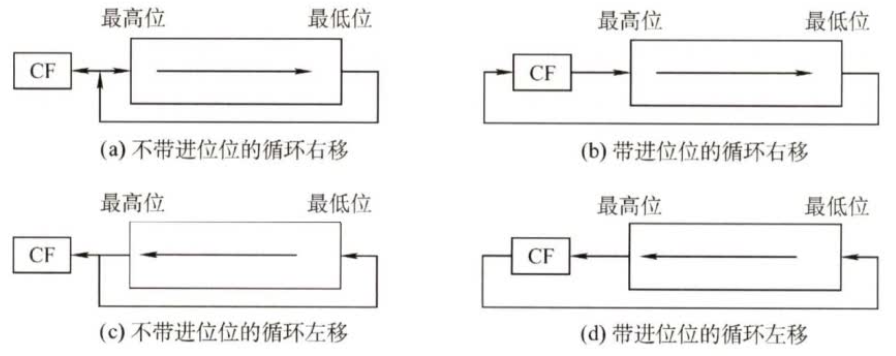 最高位 最低位
CF
(a) 不带进位位的循环右移
最高位 最低位
CF
(b) 带进位位的循环右移
最高位 最低位
CF
(c) 不带进位位的循环左移
最高位 最低位
CF
(d) 带进位位的循环左移